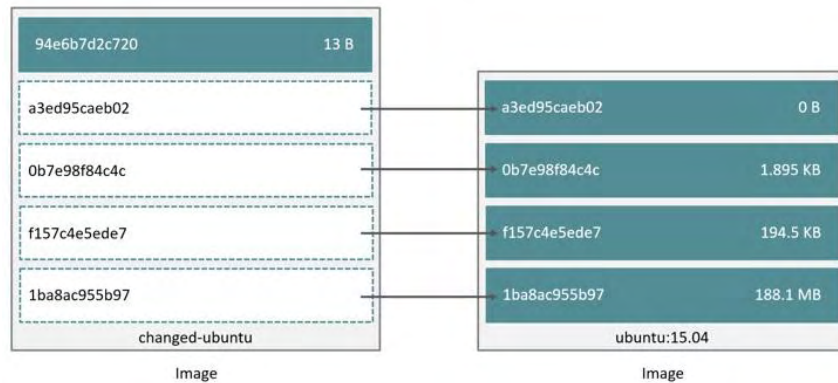 94e6b7d2c720 13 B
a3ed95caeb02
0b7e98f84c4c
f157c4e5ede7
1ba8ac955b97
changed-ubuntu
Image
a3ed95caeb02 0 B
0b7e98f84c4c 1.895 KB
f157c4e5ede7 194.5 KB
1ba8ac955b97 188.1 MB
ubuntu:15.04
Image